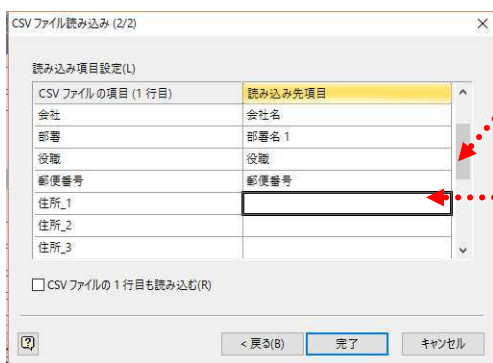 CSV ファイル読み込み (2/2)
読み込み項目設定(L)
CSV ファイルの項目 (1 行目) 読み込み先項目
会社 会社名
部署 部署名 1
役職 役職
郵便番号 郵便番号
住所_1
住所_2
住所_3
CSV ファイルの 1 行目も読み込む(R)
< 戻る(B) 完了 キャンセル